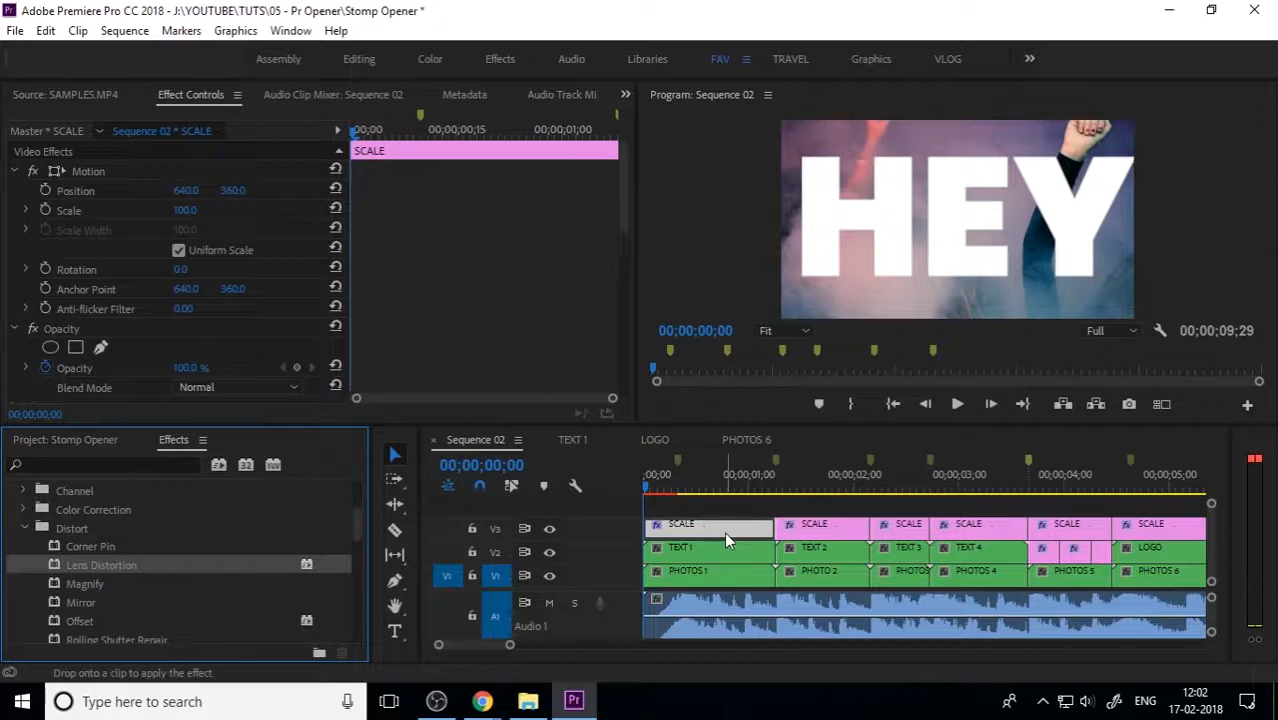 Adobe Premiere Pro CC 2018 - J:\YOUTUBE\TUTS\05 - Pr Opener\Stomp Opener *
File Edit Clip Sequence Markers Graphics Window Help
Assembly Editing Color Effects Audio Libraries FAV TRAVEL Graphics VLOG
Source: SAMPLES.MP4 Effect Controls Audio Clip Mixer: Sequence 02 Metadata Audio Track Mi
Program: Sequence 02
Master * SCALE Sequence 02 * SCALE
00;00 00;00;00;15 00;00;01;00
Video Effects
SCALE
fx Motion
Position 640.0 360.0
Scale 100.0
Scale Width 100.0
Uniform Scale
Rotation 0.0
Anchor Point 640.0 360.0
Anti-flicker Filter 0.00
fx Opacity
Opacity 100.0 %
Blend Mode Normal
00;00;00;00
HEY
00;00;00;00 Fit Full 00;00;09;29
Project: Stomp Opener Effects
Channel
Color Correction
Distort
Corner Pin
Lens Distortion
Magnify
Mirror
Offset
Rolling Shutter Repair
Sequence 02 TEXT 1 LOGO PHOTOS 6
00;00;00;00
;00;00 00;00;01;00 00;00;02;00 00;00;03;00 00;00;04;00 00;00;05;00
V3 SCALE SCALE SCALE SCALE SCALE SCALE
V2 TEXT 1 TEXT 2 TEXT 3 TEXT 4 LOGO
V1 V1 PHOTOS 1 PHOTO 2 PHOTOS PHOTOS 4 PHOTOS 5 PHOTOS 6
A1 M S
Audio 1
Drop onto a clip to apply the effect.
Type here to search
Pr
ENG
12:02
17-02-2018